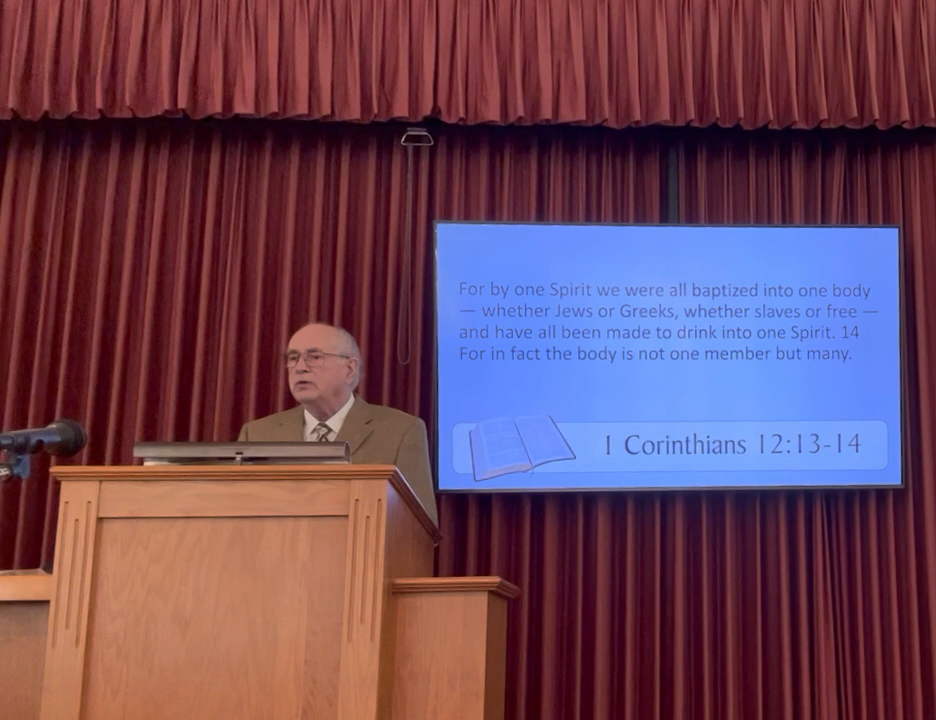 For by one Spirit we were all baptized into one body
— whether Jews or Greeks, whether slaves or free —
and have all been made to drink into one Spirit. 14
For in fact the body is not one member but many.
1 Corinthians 12:13-14